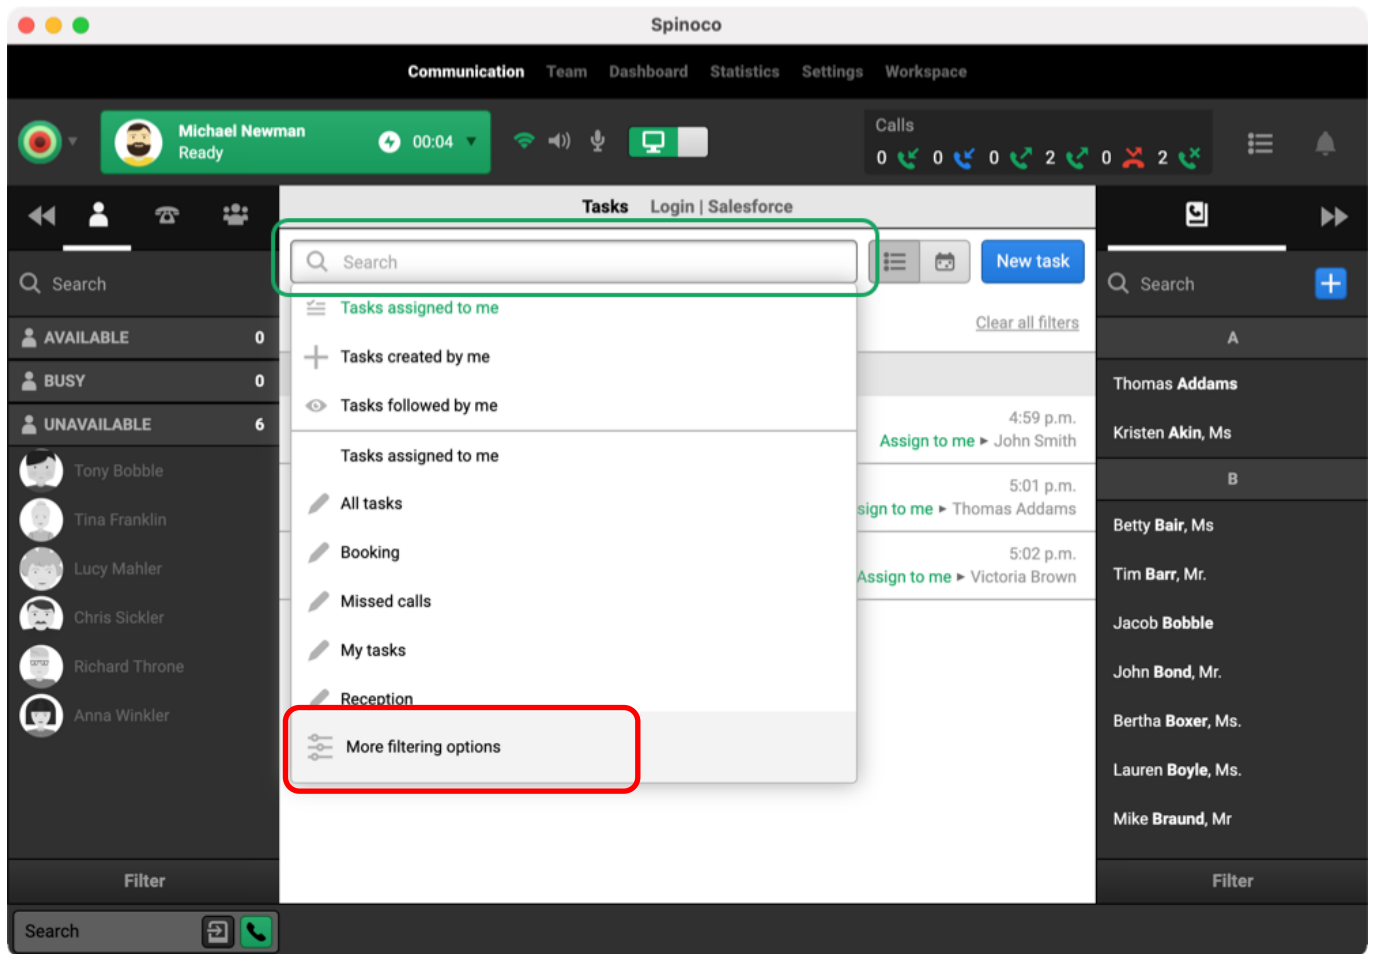 Spinoco
Communication Team Dashboard Statistics Settings Workspace
Michael Newman
Ready
00:04
Calls
0 0 0 2 0 2
Tasks Login | Salesforce
Search
AVAILABLE 0
BUSY 0
UNAVAILABLE 6
Tony Bobble
Tina Franklin
Lucy Mahler
Chris Sickler
Richard Throne
Anna Winkler
Filter
Search
Search
New task
Clear all filters
Tasks assigned to me
Tasks created by me
Tasks followed by me
Tasks assigned to me
All tasks
Booking
Missed calls
My tasks
Reception
More filtering options
4:59 p.m.
Assign to me ▸ John Smith
5:01 p.m.
sign to me ▸ Thomas Addams
5:02 p.m.
Assign to me ▸ Victoria Brown
Search
A
Thomas Addams
Kristen Akin, Ms
B
Betty Bair, Ms
Tim Barr, Mr.
Jacob Bobble
John Bond, Mr.
Bertha Boxer, Ms.
Lauren Boyle, Ms.
Mike Braund, Mr
Filter